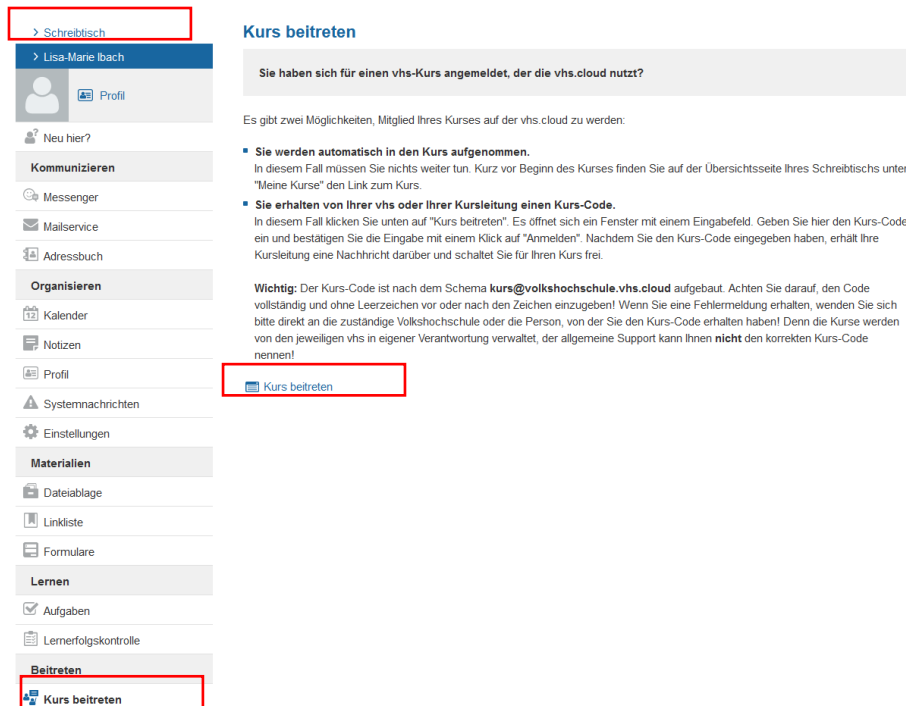 Schreibtisch
Lisa-Marie Ibach
Profil
Neu hier?
Kommunizieren
Messenger
Mailservice
Adressbuch
Organisieren
12
Kalender
Notizen
Profil
Systemnachrichten
Einstellungen
Materialien
Dateiablage
Linkliste
Formulare
Lernen
Aufgaben
Lernerfolgskontrolle
Beitreten
Kurs beitreten
Kurs beitreten
Sie haben sich für einen vhs-Kurs angemeldet, der die vhs.cloud nutzt?
Es gibt zwei Möglichkeiten, Mitglied Ihres Kurses auf der vhs.cloud zu werden:
Sie werden automatisch in den Kurs aufgenommen.
In diesem Fall müssen Sie nichts weiter tun. Kurz vor Beginn des Kurses finden Sie auf der Übersichtsseite Ihres Schreibtischs unter
"Meine Kurse" den Link zum Kurs.
Sie erhalten von Ihrer vhs oder Ihrer Kursleitung einen Kurs-Code.
In diesem Fall klicken Sie unten auf "Kurs beitreten". Es öffnet sich ein Fenster mit einem Eingabefeld. Geben Sie hier den Kurs-Code
ein und bestätigen Sie die Eingabe mit einem Klick auf "Anmelden". Nachdem Sie den Kurs-Code eingegeben haben, erhält Ihre
Kursleitung eine Nachhricht darüber und schaltet Sie für Ihren Kurs frei.
Wichtig: Der Kurs-Code ist nach dem Schema kurs@volkshochschule.vhs.cloud aufgebaut. Achten Sie darauf, den Code
vollständig und ohne Leerzeichen vor oder nach den Zeichen einzugeben! Wenn Sie eine Fehlermeldung erhalten, wenden Sie sich
bitte direkt an die zuständige Volkshochschule oder die Person, von der Sie den Kurs-Code erhalten haben! Denn die Kurse werden
von den jeweiligen vhs in eigener Verantwortung verwaltet, der allgemeine Support kann Ihnen nicht den korrekten Kurs-Code
nennen!
Kurs beitreten